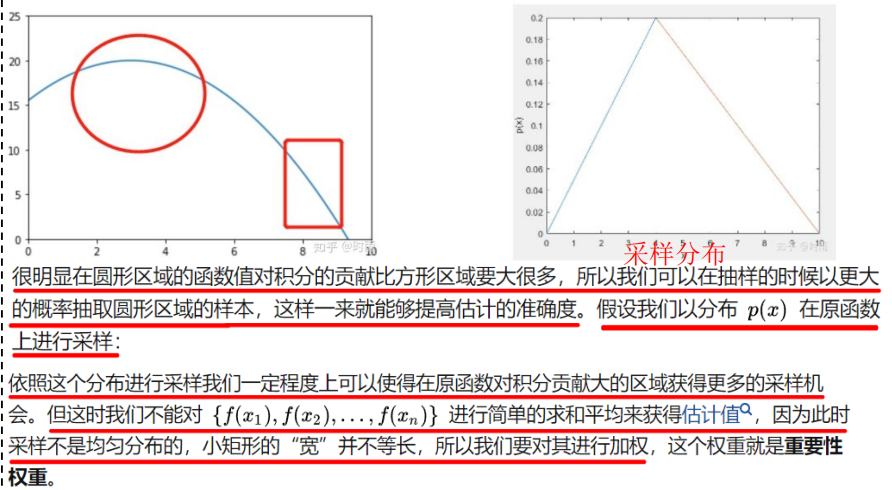 25
20
15
10
5
0
0 2 4 6 8 10
知乎 @时雨
0.2
0.18
0.16
0.14
0.12
0.1
0.08
0.06
0.04
0.02
0
p(x)
0 1 2 3 4 5 6 7 8 9 10
采样分布
很明显在圆形区域的函数值对积分的贡献比方形区域要大很多，所以我们可以在抽样的时候以更大
的概率抽取圆形区域的样本，这样一来就能够提高估计的准确度。假设我们以分布 p(x) 在原函数
上进行采样：
依照这个分布进行采样我们一定程度上可以使得在原函数对积分贡献大的区域获得更多的采样机
会。但这时我们不能对 {f(x₁), f(x₂), . . . , f(xₙ)} 进行简单的求和平均来获得估计值，因为此时
采样不是均匀分布的，小矩形的“宽”并不等长，所以我们要对其进行加权，这个权重就是重要性
权重。